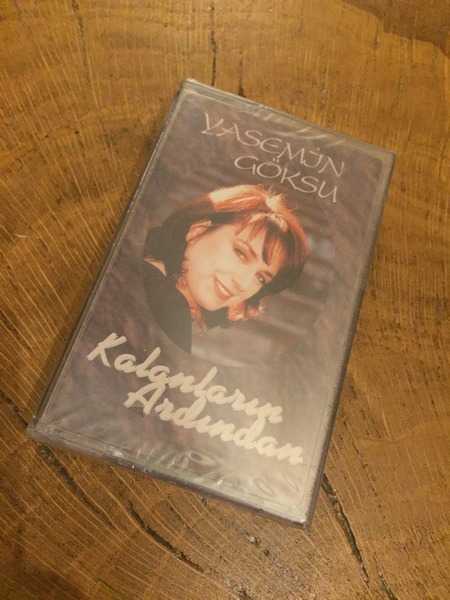 YASEMİN
GÖKSU
Kalanların
Ardından